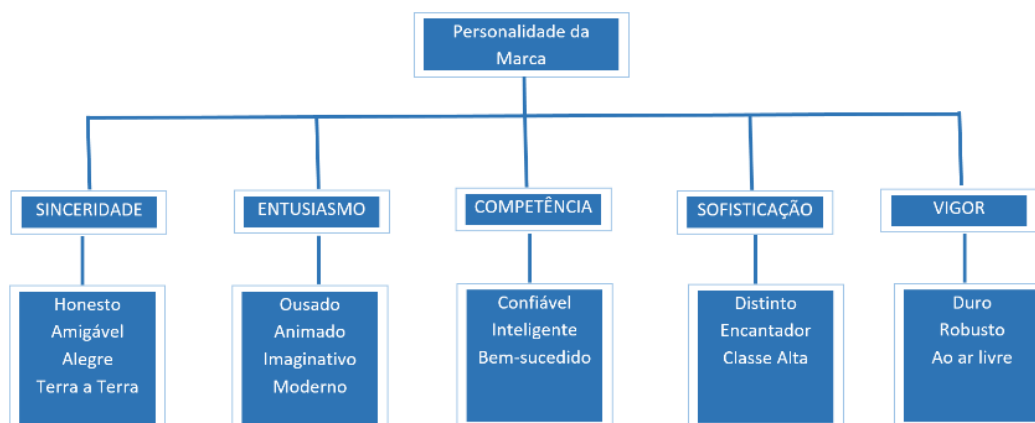 Personalidade da
Marca
SINCERIDADE
ENTUSIASMO
COMPETÊNCIA
SOFISTICAÇÃO
VIGOR
Honesto
Amigável
Alegre
Terra a Terra
Ousado
Animado
Imaginativo
Moderno
Confiável
Inteligente
Bem-sucedido
Distinto
Encantador
Classe Alta
Duro
Robusto
Ao ar livre